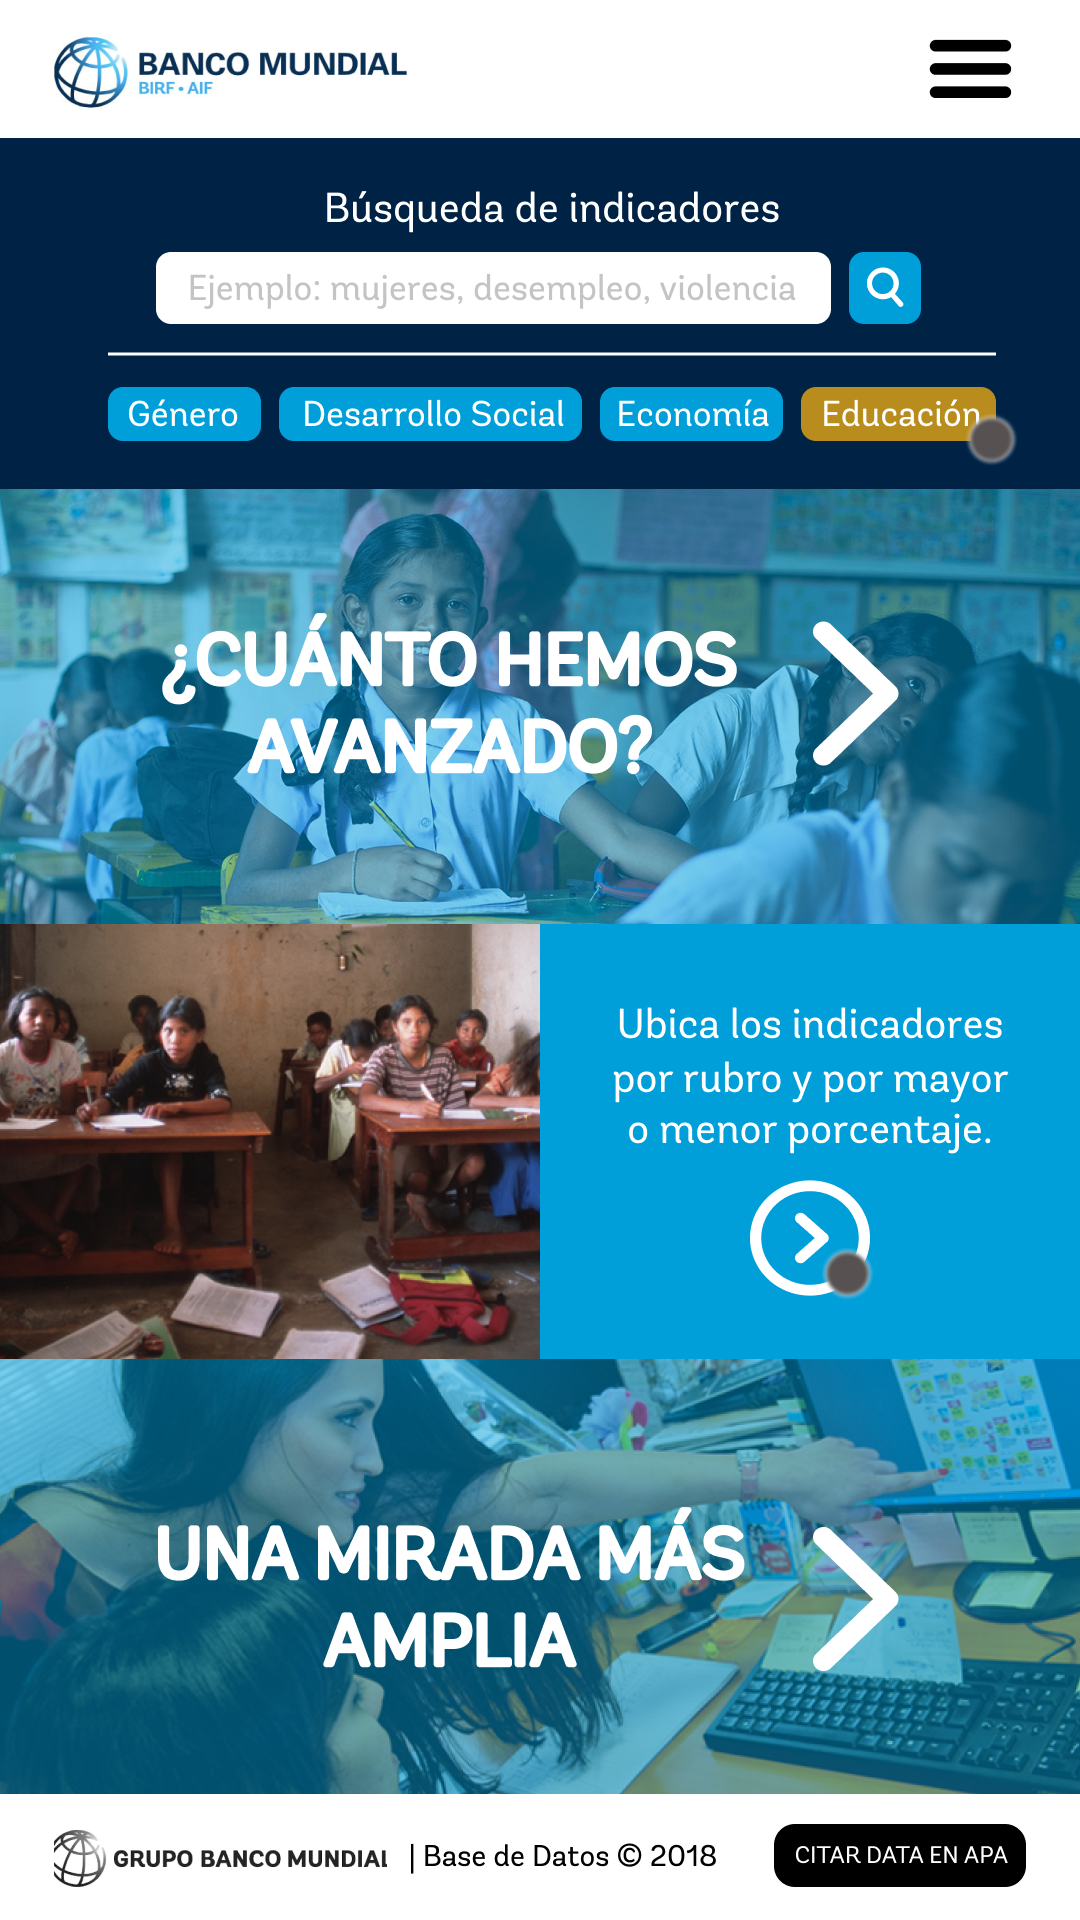 BANCO MUNDIAL
BIRF • AIF
Búsqueda de indicadores
Ejemplo: mujeres, desempleo, violencia
Género Desarrollo Social Economía Educación
¿CUÁNTO HEMOS
AVANZADO?
Ubica los indicadores
por rubro y por mayor
o menor porcentaje.
UNA MIRADA MÁS
AMPLIA
GRUPO BANCO MUNDIAL | Base de Datos © 2018
CITAR DATA EN APA